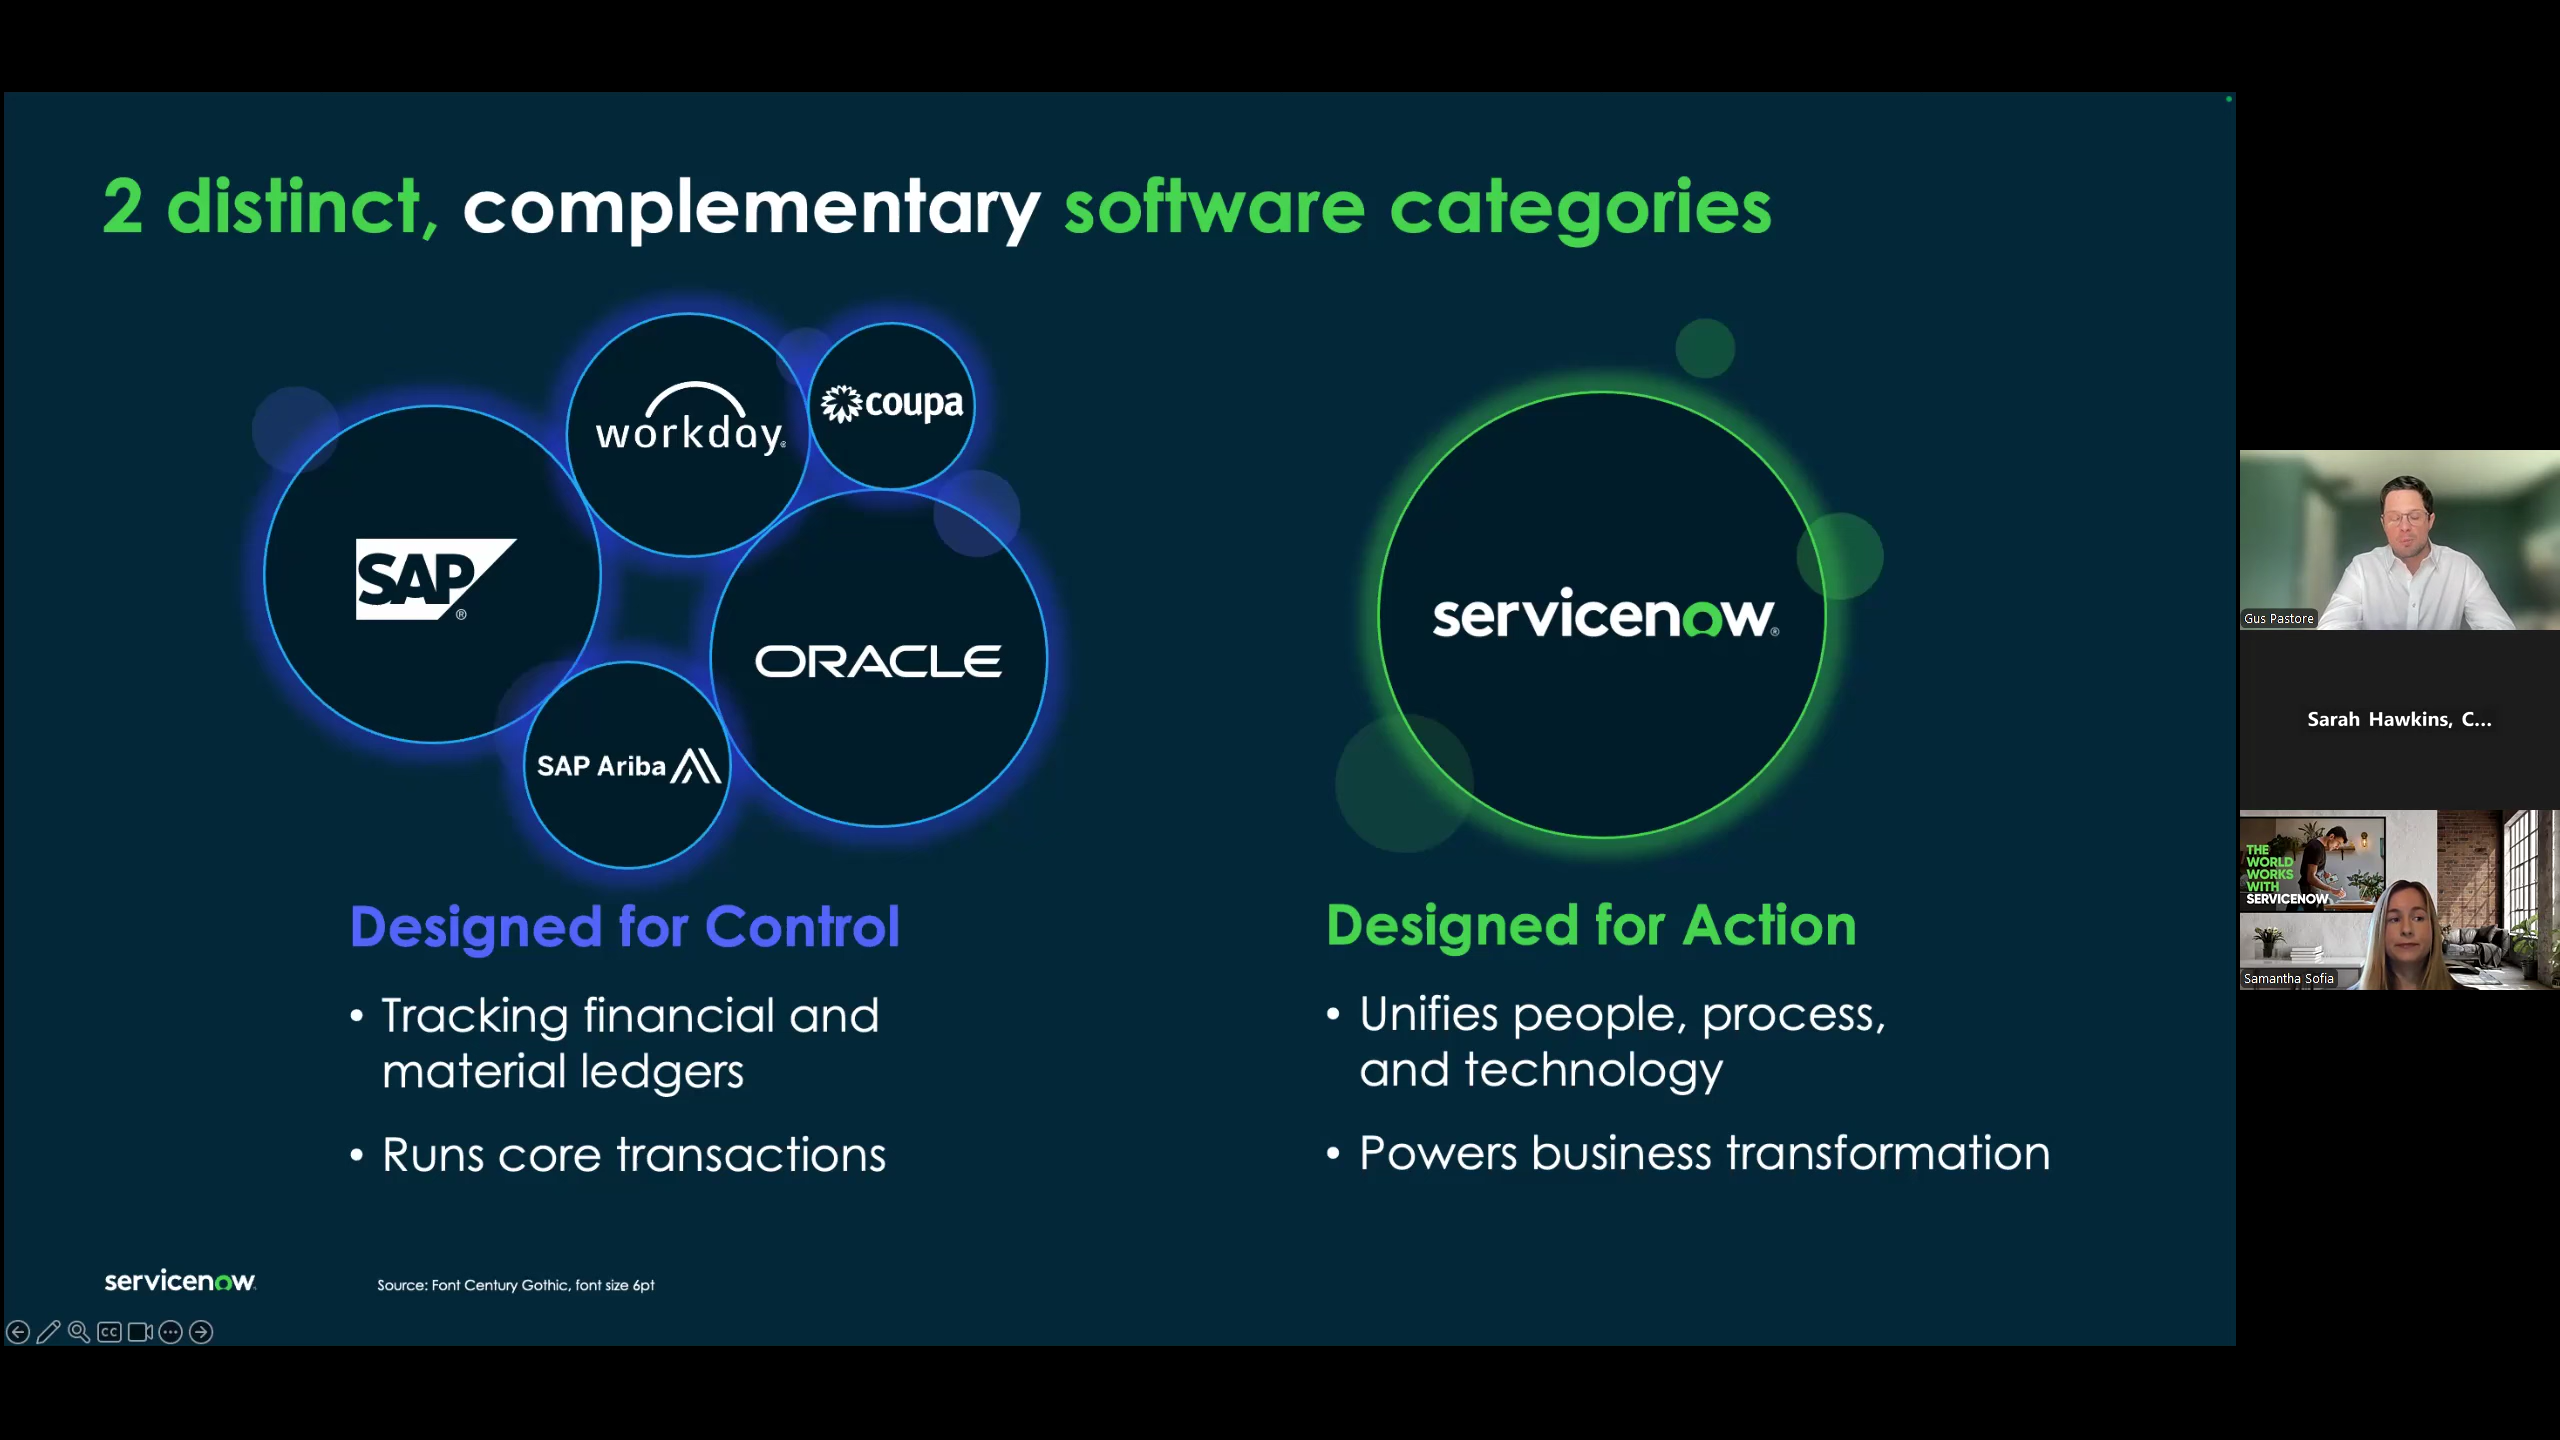 2 distinct, complementary software categories
workday®
coupa
SAP®
ORACLE
SAP Ariba
servicenow®
Designed for Control
• Tracking financial and
material ledgers
• Runs core transactions
Designed for Action
• Unifies people, process,
and technology
• Powers business transformation
servicenow
Source: Font Century Gothic, font size 6pt
CC
Gus Pastore
Sarah Hawkins, C...
THE
WORLD
WORKS
WITH
SERVICENOW
Samantha Sofia